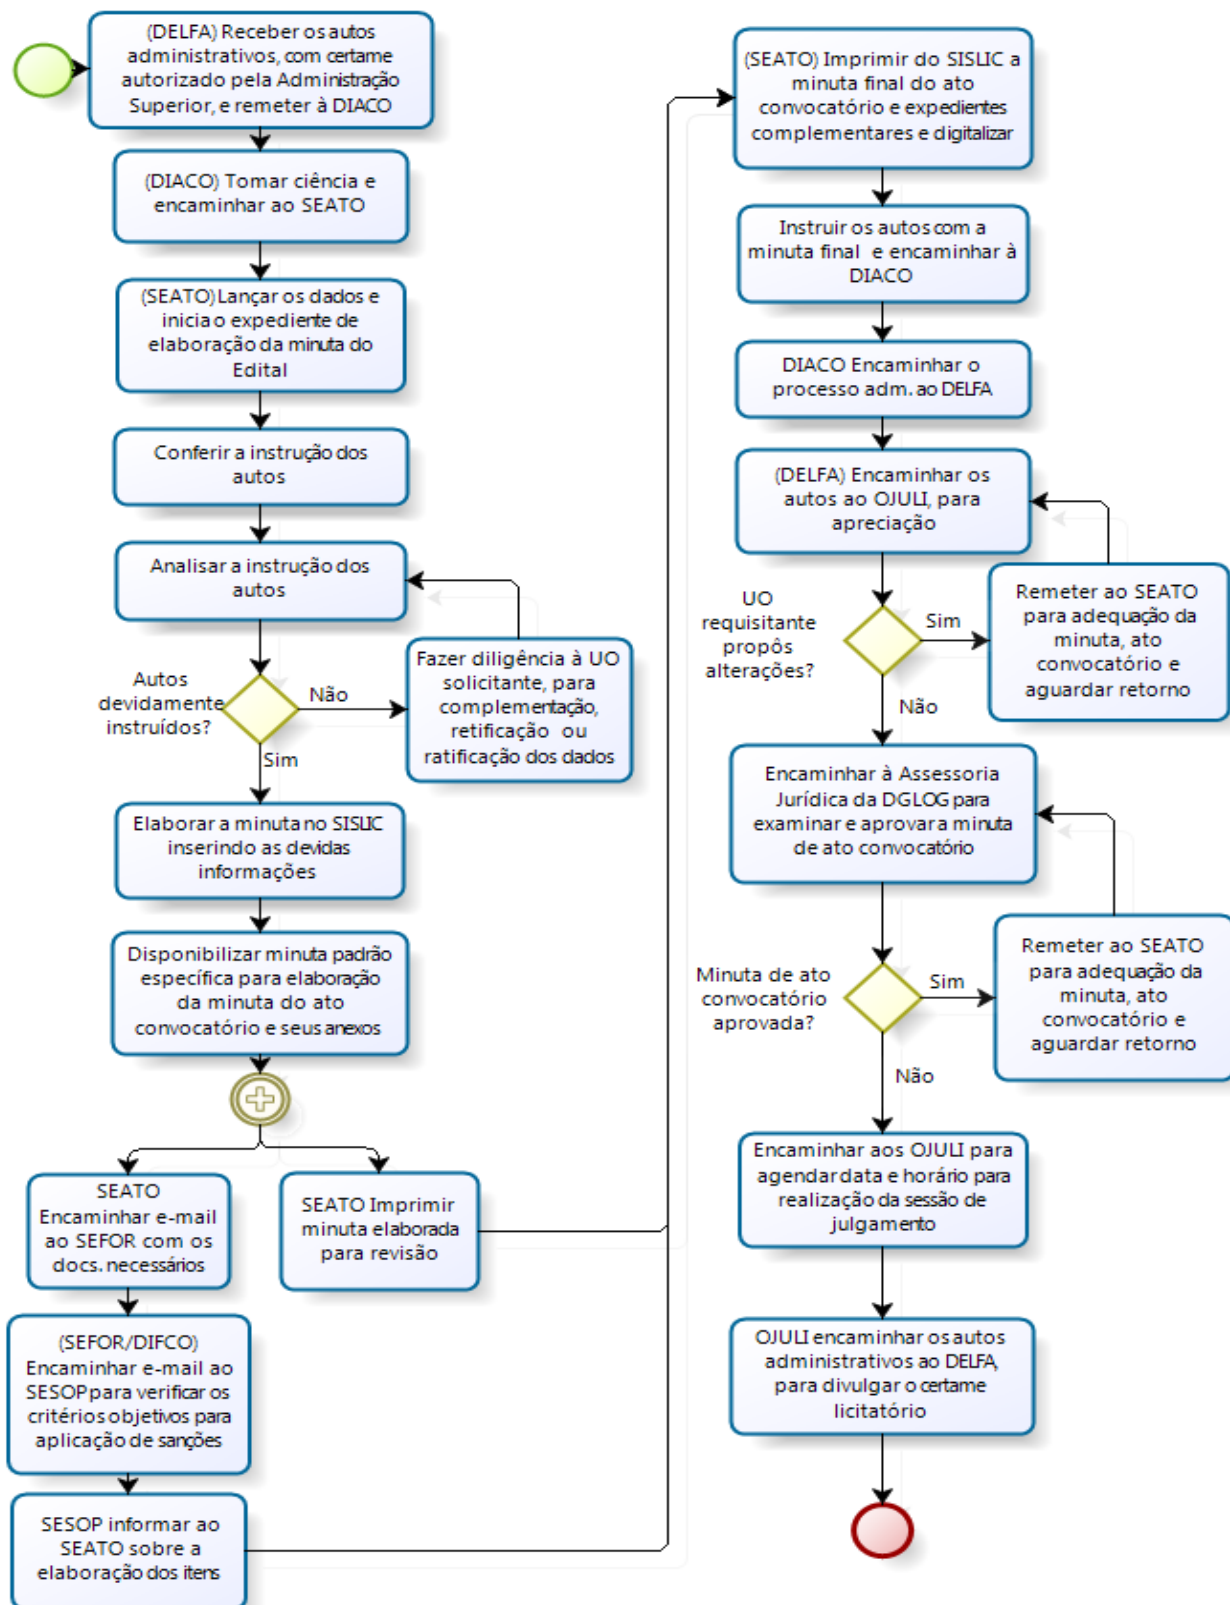 (DELFA) Receber os autos
administrativos, com certame
autorizado pela Administração
Superior, e remeter à DIACO
(DIACO) Tomar ciência e
encaminhar ao SEATO
(SEATO) Lançar os dados e
inicia o expediente de
elaboração da minuta do
Edital
Conferir a instrução dos
autos
Analisar a instrução dos
autos
Autos
devidamente
instruídos?
Não
Fazer diligência à UO
solicitante, para
complementação,
retificação ou
ratificação dos dados
Sim
Elaborar a minuta no SISLIC
inserindo as devidas
informações
Disponibilizar minuta padrão
específica para elaboração
da minuta do ato
convocatório e seus anexos
SEATO
Encaminhar e-mail
ao SEFOR com os
docs. necessários
SEATO Imprimir
minuta elaborada
para revisão
(SEFOR/DIFCO)
Encaminhar e-mail ao
SESOP para verificar os
critérios objetivos para
aplicação de sanções
SESOP informar ao
SEATO sobre a
elaboração dos itens
(SEATO) Imprimir do SISLIC a
minuta final do ato
convocatório e expedientes
complementares e digitalizar
Instruir os autos com a
minuta final e encaminhar à
DIACO
DIACO Encaminhar o
processo adm. ao DELFA
(DELFA) Encaminhar os
autos ao OJULI, para
apreciação
UO
requisitante
propôs
alterações?
Sim
Remeter ao SEATO
para adequação da
minuta, ato
convocatório e
aguardar retorno
Não
Encaminhar à Assessoria
Jurídica da DGLOG para
examinar e aprovar a minuta
de ato convocatório
Minuta de ato
convocatório
aprovada?
Sim
Remeter ao SEATO
para adequação da
minuta, ato
convocatório e
aguardar retorno
Não
Encaminhar aos OJULI para
agendar data e horário para
realização da sessão de
julgamento
OJULI encaminhar os autos
administrativos ao DELFA,
para divulgar o certame
licitatório